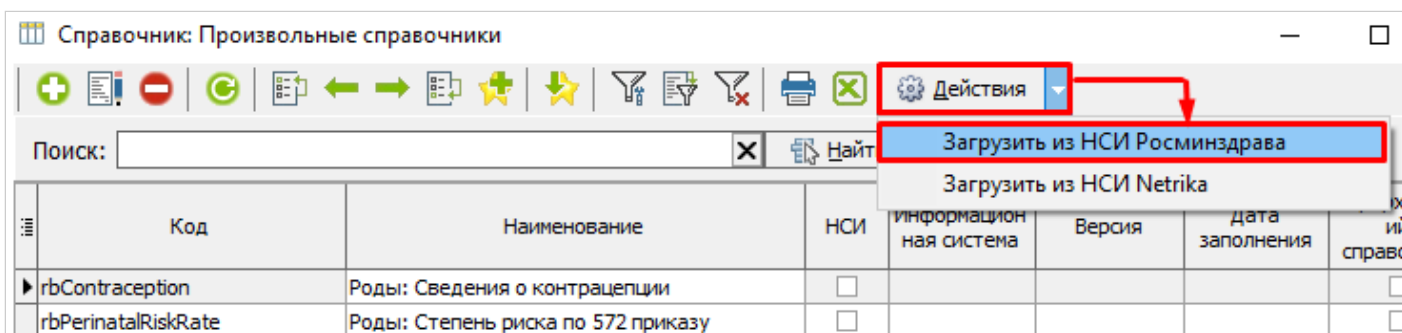 Справочник: Произвольные справочники
Действия
Загрузить из НСИ Росминздрава
Загрузить из НСИ Netrika
Поиск:
Код
Наименование
НСИ
Информацион
ная система
Версия
Дата
заполнения
rbContraception
Роды: Сведения о контрацепции
rbPerinatalRiskRate
Роды: Степень риска по 572 приказу